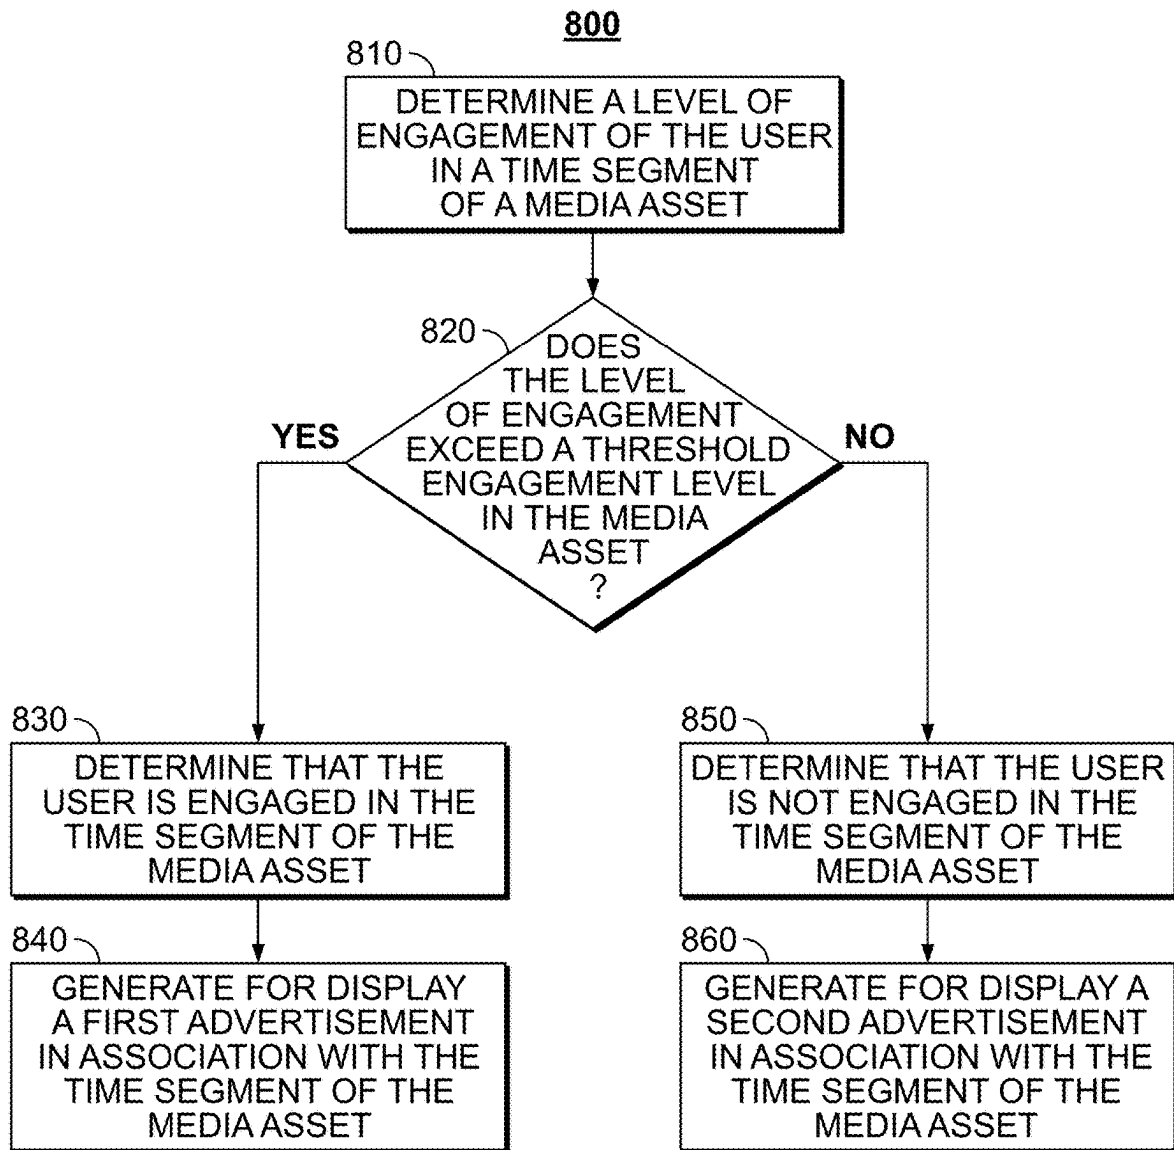 800
810
DETERMINE A LEVEL OF
ENGAGEMENT OF THE USER
IN A TIME SEGMENT
OF A MEDIA ASSET
820
DOES
THE LEVEL
OF ENGAGEMENT
EXCEED A THRESHOLD
ENGAGEMENT LEVEL
IN THE MEDIA
ASSET
?
YES
NO
830
DETERMINE THAT THE
USER IS ENGAGED IN THE
TIME SEGMENT OF THE
MEDIA ASSET
840
GENERATE FOR DISPLAY
A FIRST ADVERTISEMENT
IN ASSOCIATION WITH THE
TIME SEGMENT OF THE
MEDIA ASSET
850
DETERMINE THAT THE USER
IS NOT ENGAGED IN THE
TIME SEGMENT OF THE
MEDIA ASSET
860
GENERATE FOR DISPLAY A
SECOND ADVERTISEMENT
IN ASSOCIATION WITH THE
TIME SEGMENT OF THE
MEDIA ASSET